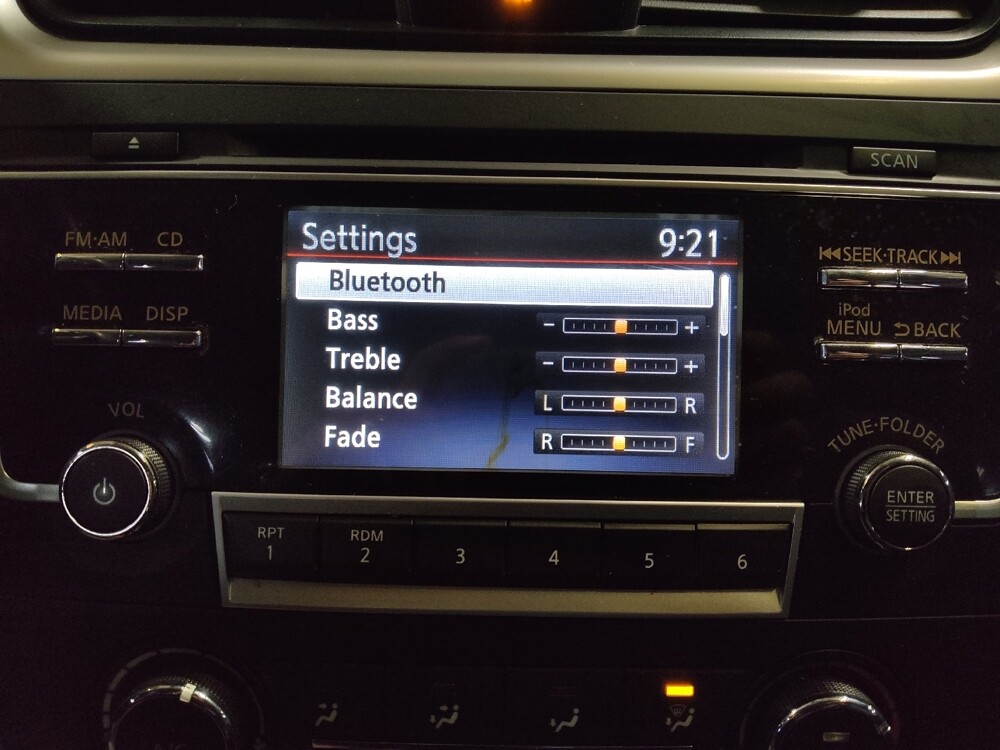 SCAN
FM·AM CD
MEDIA DISP
VOL
Settings 9:21
Bluetooth
Bass - +
Treble - +
Balance L R
Fade R F
SEEK·TRACK
iPod
MENU BACK
TUNE·FOLDER
ENTER
SETTING
RPT RDM
1 2 3 4 5 6